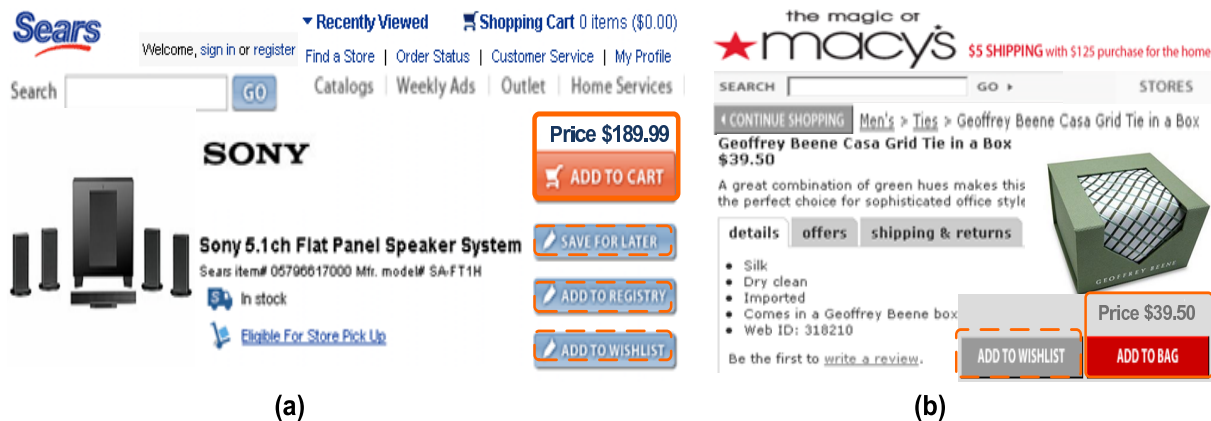 Sears
Recently Viewed
Shopping Cart 0 items ($0.00)
Welcome, sign in or register
Find a Store | Order Status | Customer Service | My Profile
Search
GO
Catalogs
Weekly Ads
Outlet
Home Services
SONY
Price $189.99
ADD TO CART
SAVE FOR LATER
ADD TO REGISTRY
ADD TO WISHLIST
Sony 5.1ch Flat Panel Speaker System
Sears item# 05796617000 Mfr. model# SA-FT1H
In stock
Eligible For Store Pick Up
(a)
the magic of
macy's
$5 SHIPPING with $125 purchase for the home
SEARCH
GO
STORES
CONTINUE SHOPPING
Men's > Ties > Geoffrey Beene Casa Grid Tie in a Box
Geoffrey Beene Casa Grid Tie in a Box
$39.50
A great combination of green hues makes this
the perfect choice for sophisticated office style
details
offers
shipping & returns
Silk
Dry clean
Imported
Comes in a Geoffrey Beene box
Web ID: 318210
Be the first to write a review.
GEOFFREY BEENE
Price $39.50
ADD TO WISHLIST
ADD TO BAG
(b)